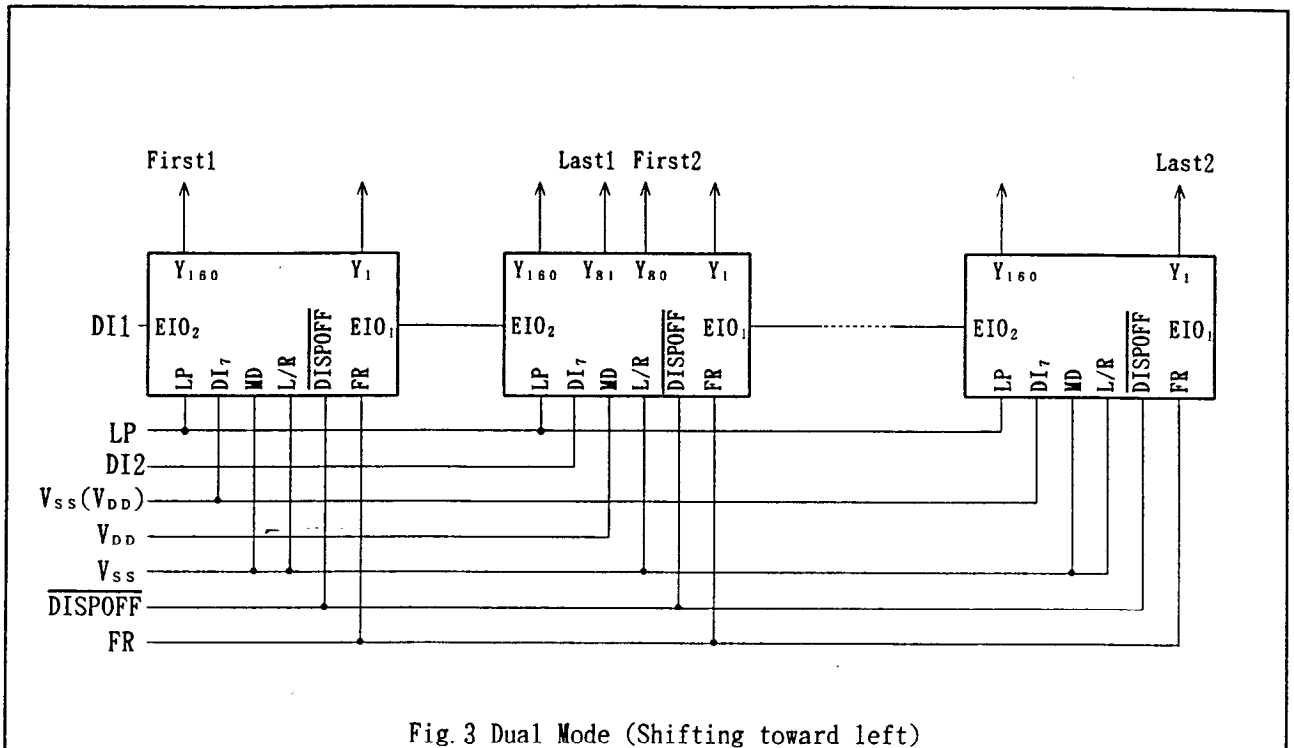 First1 Last1 First2 Last2
Y₁₆₀ Y₁ Y₁₆₀ Y₈₁ Y₈₀ Y₁ Y₁₆₀ Y₁
DI1 EIO₂ EIO₁ EIO₂ EIO₁ EIO₂ EIO₁
LP DI₇ MD L/R DISPOFF FR LP DI₇ MD L/R DISPOFF FR LP DI₇ MD L/R DISPOFF FR
LP
DI2
Vss(VDD)
VDD
Vss
DISPOFF
FR
Fig. 3 Dual Mode (Shifting toward left)